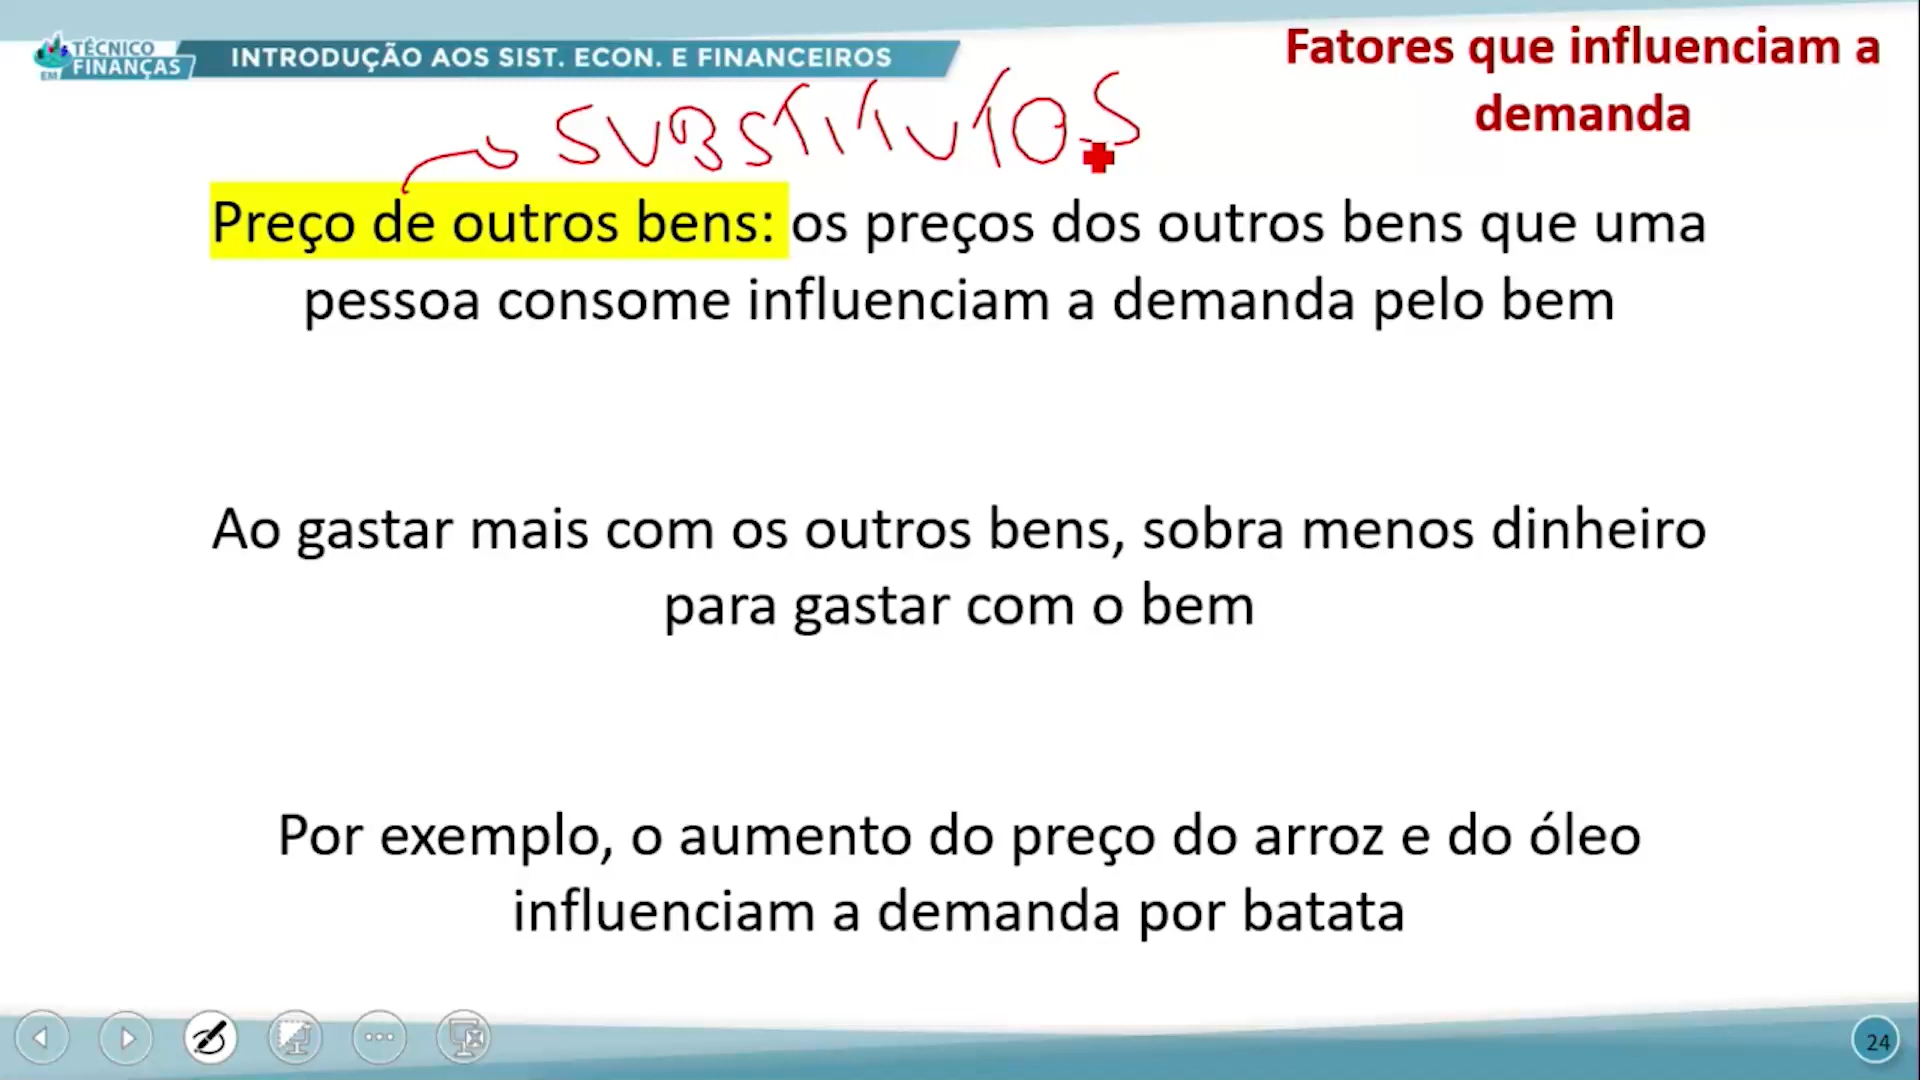 TÉCNICO
EM FINANÇAS
INTRODUÇÃO AOS SIST. ECON. E FINANCEIROS
Fatores que influenciam a
demanda
SUBSTITUTOS
Preço de outros bens: os preços dos outros bens que uma
pessoa consome influenciam a demanda pelo bem
Ao gastar mais com os outros bens, sobra menos dinheiro
para gastar com o bem
Por exemplo, o aumento do preço do arroz e do óleo
influenciam a demanda por batata
24